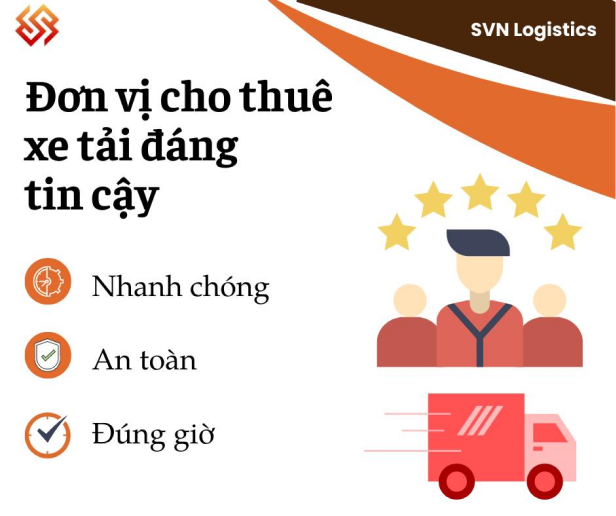 SVN Logistics
Đơn vị cho thuê
xe tải đáng
tin cậy
Nhanh chóng
An toàn
Đúng giờ